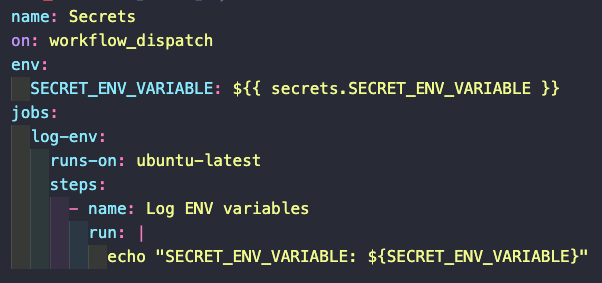 name: Secrets
on: workflow_dispatch
env:
  SECRET_ENV_VARIABLE: ${{ secrets.SECRET_ENV_VARIABLE }}
jobs:
  log-env:
    runs-on: ubuntu-latest
    steps:
      - name: Log ENV variables
        run: |
          echo "SECRET_ENV_VARIABLE: ${SECRET_ENV_VARIABLE}"